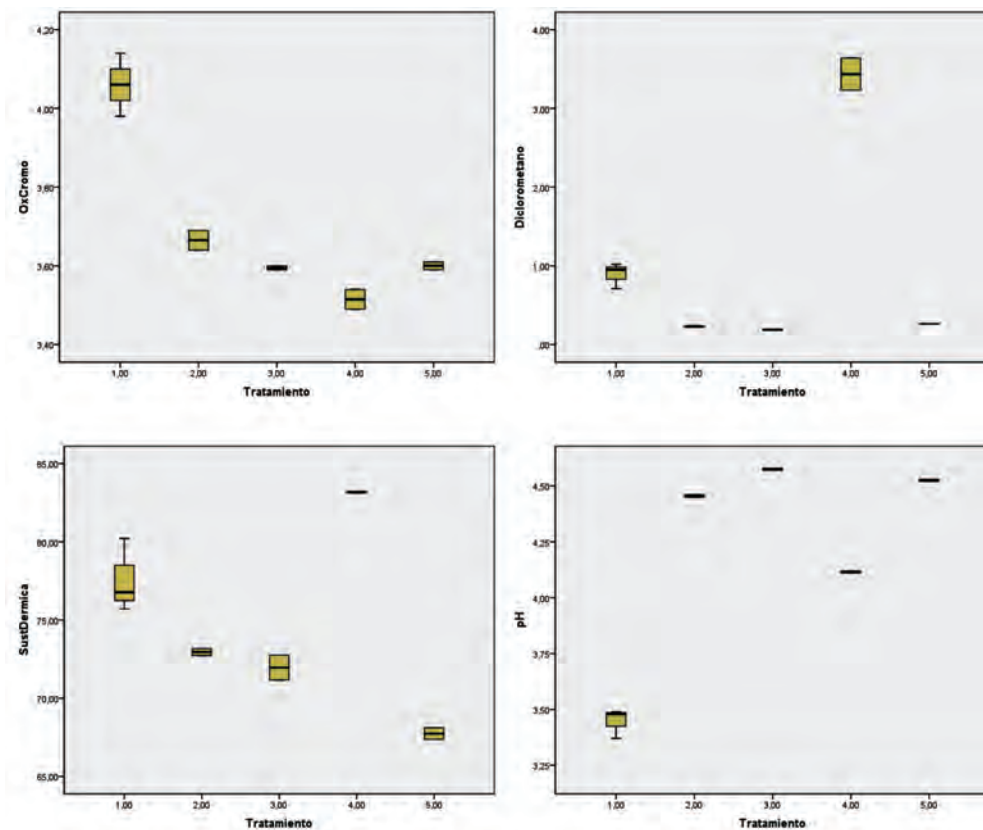 4,20
4,00
3,80
3,60
3,40
OxCromo
1,00 2,00 3,00 4,00 5,00
Tratamiento
4,00
3,00
2,00
1,00
,00
Diclorometano
1,00 2,00 3,00 4,00 5,00
Tratamiento
85,00
80,00
75,00
70,00
65,00
SustDermica
1,00 2,00 3,00 4,00 5,00
Tratamiento
4,50
4,25
4,00
3,75
3,50
3,25
pH
1,00 2,00 3,00 4,00 5,00
Tratamiento